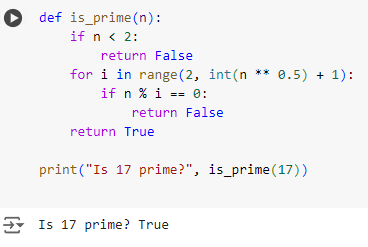 def is_prime(n):
    if n < 2:
        return False
    for i in range(2, int(n ** 0.5) + 1):
        if n % i == 0:
            return False
    return True

print("Is 17 prime?", is_prime(17))
Is 17 prime? True